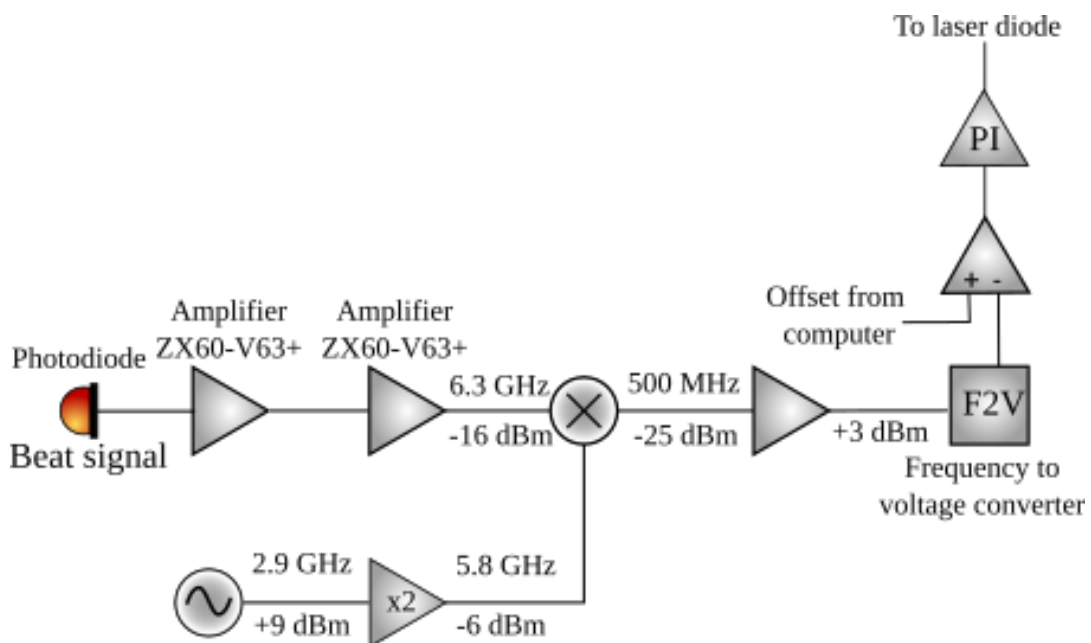 To laser diode
PI
+ -
Offset from
computer
Amplifier
ZX60-V63+
Amplifier
ZX60-V63+
Photodiode
Beat signal
6.3 GHz
-16 dBm
500 MHz
-25 dBm
+3 dBm
F2V
Frequency to
voltage converter
2.9 GHz
+9 dBm
x2
5.8 GHz
-6 dBm